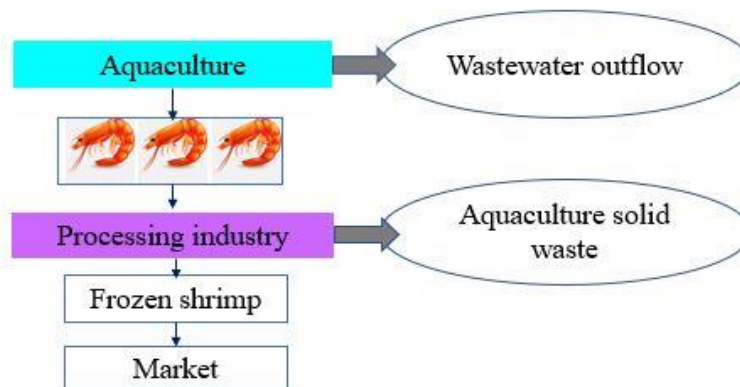 Aquaculture
Wastewater outflow
Processing industry
Aquaculture solid
waste
Frozen shrimp
Market